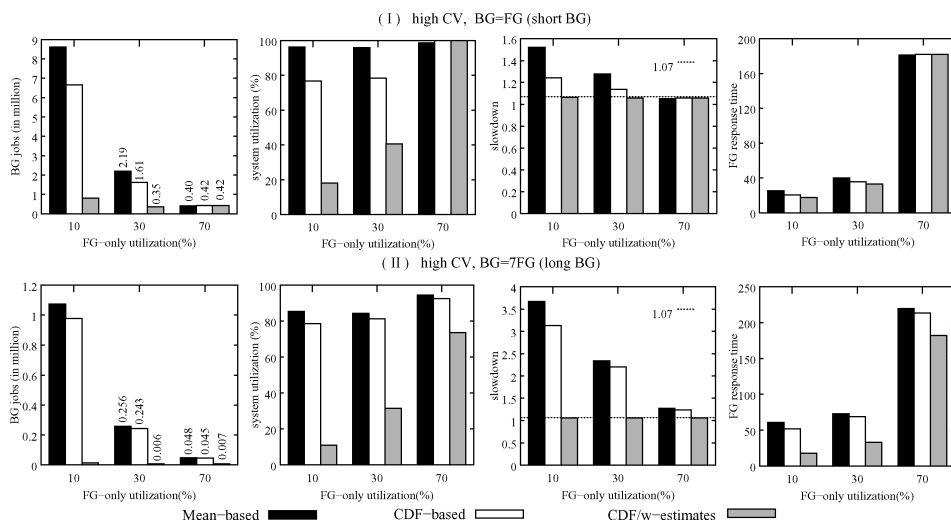 ( I ) high CV, BG=FG (short BG)
BG jobs (in million)
9
8
7
6
5
4
3
2
1
0
2.19
1.61
0.35
0.40
0.42
0.42
10 30 70
FG−only utilization(%)
system utilization (%)
100
80
60
40
20
0
10 30 70
FG−only utilization(%)
slowdown
1.6
1.4
1.2
1
0.8
0.6
0.4
0.2
0
1.07
10 30 70
FG−only utilization(%)
FG response time
200
160
120
80
40
0
10 30 70
FG−only utilization(%)
( II ) high CV, BG=7FG (long BG)
BG jobs (in million)
1.2
1
0.8
0.6
0.4
0.2
0
0.256
0.243
0.006
0.048
0.045
0.007
10 30 70
FG−only utilization(%)
system utilization (%)
100
80
60
40
20
0
10 30 70
FG−only utilization(%)
slowdown
4
3.5
3
2.5
2
1.5
1
0.5
0
1.07
10 30 70
FG−only utilization(%)
FG response time
250
200
150
100
50
0
10 30 70
FG−only utilization(%)
Mean−based CDF−based CDF/w−estimates